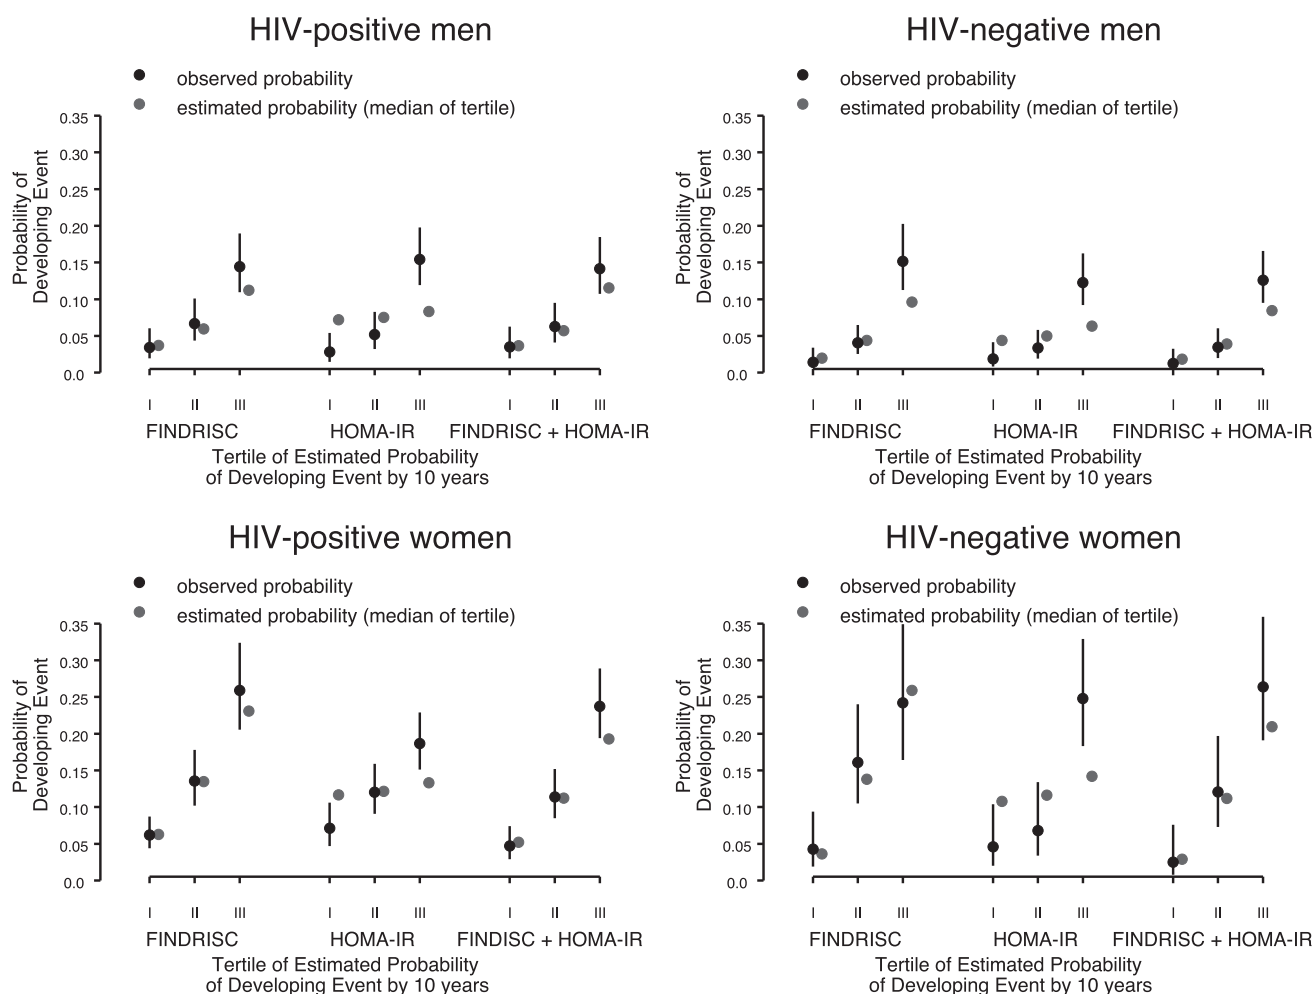 HIV-positive men
observed probability
estimated probability (median of tertile)
Probability of
Developing Event
0.35
0.30
0.25
0.20
0.15
0.10
0.05
0.0
I II III I II III I II III
FINDRISC HOMA-IR FINDRISC + HOMA-IR
Tertile of Estimated Probability
of Developing Event by 10 years
HIV-negative men
observed probability
estimated probability (median of tertile)
Probability of
Developing Event
0.35
0.30
0.25
0.20
0.15
0.10
0.05
0.0
I II III I II III I II III
FINDRISC HOMA-IR FINDRISC + HOMA-IR
Tertile of Estimated Probability
of Developing Event by 10 years
HIV-positive women
observed probability
estimated probability (median of tertile)
Probability of
Developing Event
0.35
0.30
0.25
0.20
0.15
0.10
0.05
0.0
I II III I II III I II III
FINDRISC HOMA-IR FINDISC + HOMA-IR
Tertile of Estimated Probability
of Developing Event by 10 years
HIV-negative women
observed probability
estimated probability (median of tertile)
Probability of
Developing Event
0.35
0.30
0.25
0.20
0.15
0.10
0.05
0.0
I II III I II III I II III
FINDRISC HOMA-IR FINDRISC + HOMA-IR
Tertile of Estimated Probability
of Developing Event by 10 years